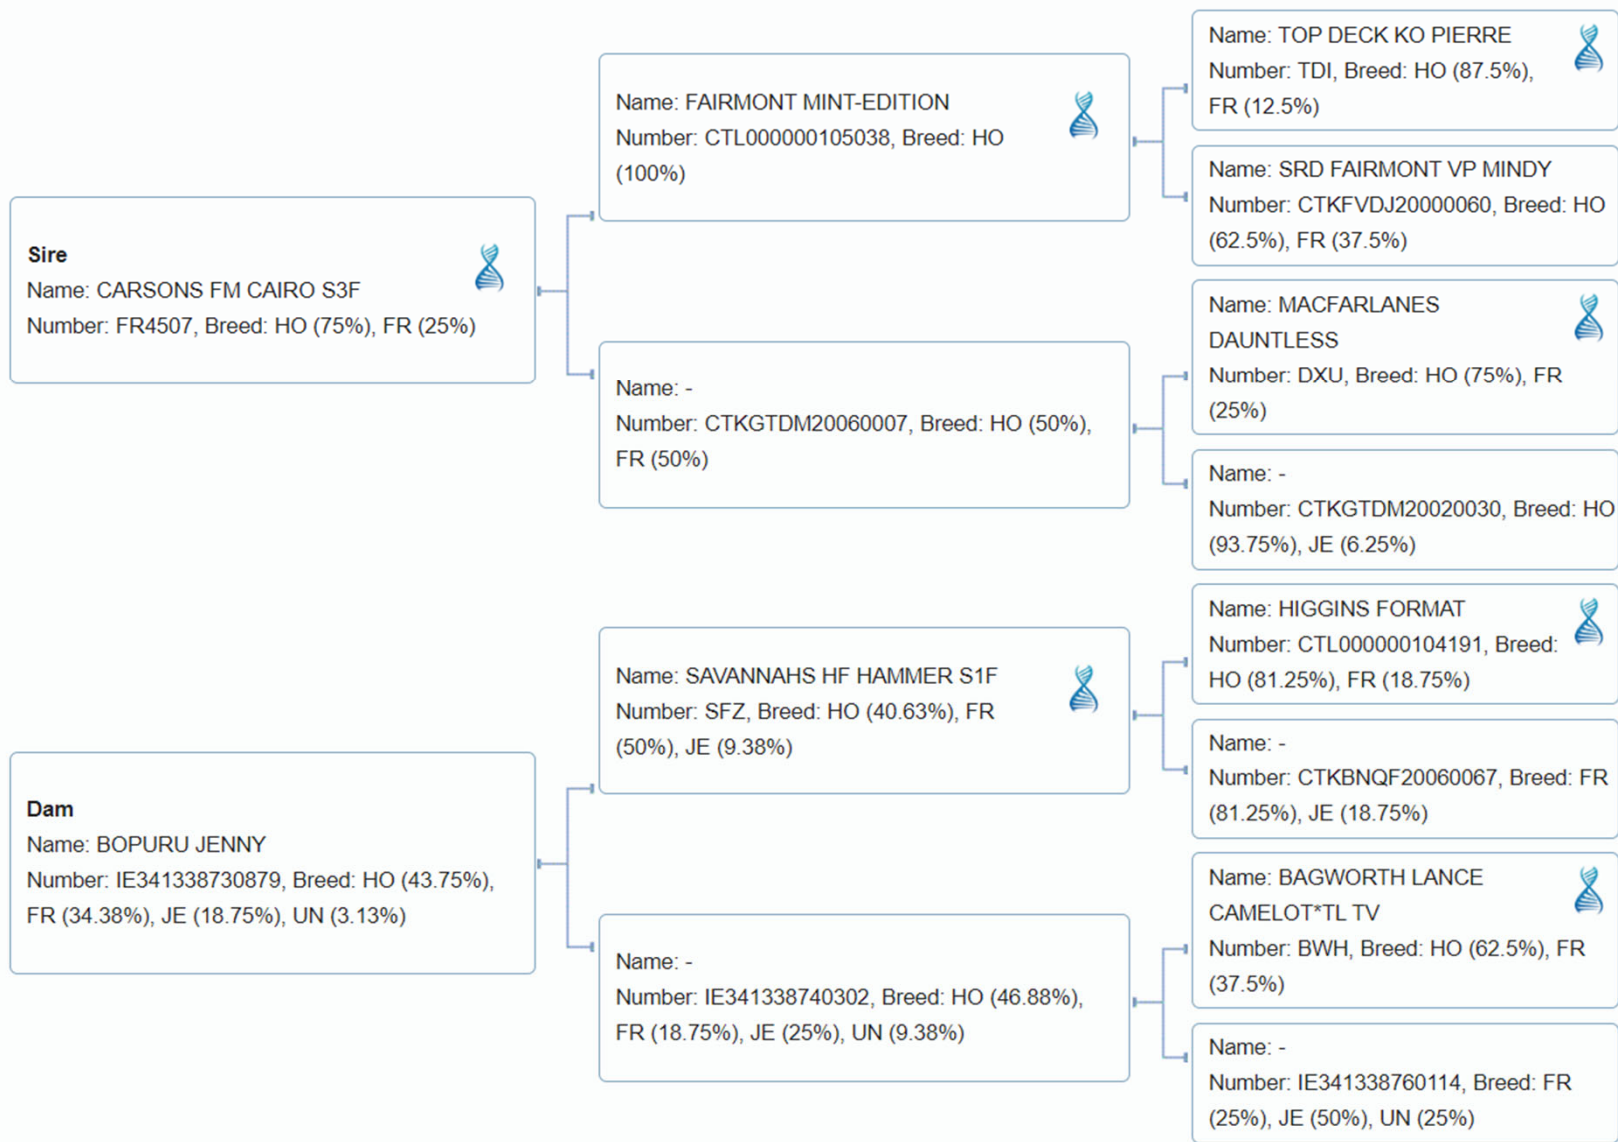 Sire
Name: CARSONS FM CAIRO S3F
Number: FR4507, Breed: HO (75%), FR (25%)
Dam
Name: BOPURU JENNY
Number: IE341338730879, Breed: HO (43.75%),
FR (34.38%), JE (18.75%), UN (3.13%)
Name: FAIRMONT MINT-EDITION
Number: CTL000000105038, Breed: HO
(100%)
Name: -
Number: CTKGTDM20060007, Breed: HO (50%),
FR (50%)
Name: SAVANNAHS HF HAMMER S1F
Number: SFZ, Breed: HO (40.63%), FR
(50%), JE (9.38%)
Name: -
Number: IE341338740302, Breed: HO (46.88%),
FR (18.75%), JE (25%), UN (9.38%)
Name: TOP DECK KO PIERRE
Number: TDI, Breed: HO (87.5%),
FR (12.5%)
Name: SRD FAIRMONT VP MINDY
Number: CTKFVDJ20000060, Breed: HO
(62.5%), FR (37.5%)
Name: MACFARLANES
DAUNTLESS
Number: DXU, Breed: HO (75%), FR
(25%)
Name: -
Number: CTKGTDM20020030, Breed: HO
(93.75%), JE (6.25%)
Name: HIGGINS FORMAT
Number: CTL000000104191, Breed:
HO (81.25%), FR (18.75%)
Name: -
Number: CTKBNQF20060067, Breed: FR
(81.25%), JE (18.75%)
Name: BAGWORTH LANCE
CAMELOT*TL TV
Number: BWH, Breed: HO (62.5%), FR
(37.5%)
Name: -
Number: IE341338760114, Breed: FR
(25%), JE (50%), UN (25%)